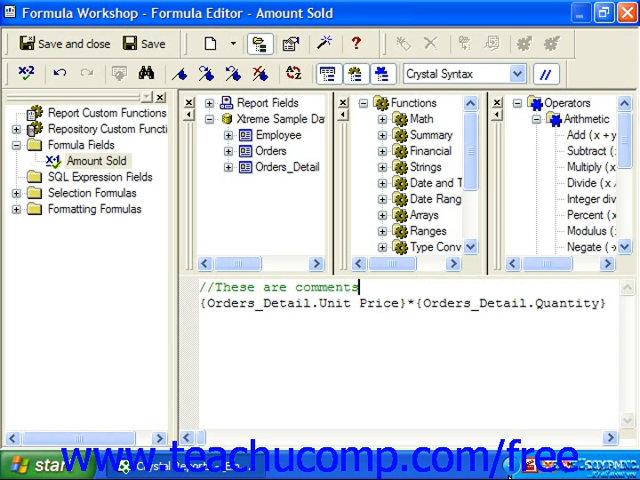 Formula Workshop - Formula Editor - Amount Sold
Save and close Save
x-2 Crystal Syntax //
Report Custom Functions
Repository Custom Functi
Formula Fields
Amount Sold
SQL Expression Fields
Selection Formulas
Formatting Formulas
Report Fields
Xtreme Sample Da
Employee
Orders
Orders_Detail
Functions
Math
Summary
Financial
Strings
Date and T
Date Rang
Arrays
Ranges
Type Conv
Operators
Arithmetic
Add (x + y
Subtract (
Multiply (x
Divide (x /
Integer div
Percent (x
Modulus (
Negate (-x
//These are comments
{Orders_Detail.Unit Price}*{Orders_Detail.Quantity}
start
www.teachucomp.com/free